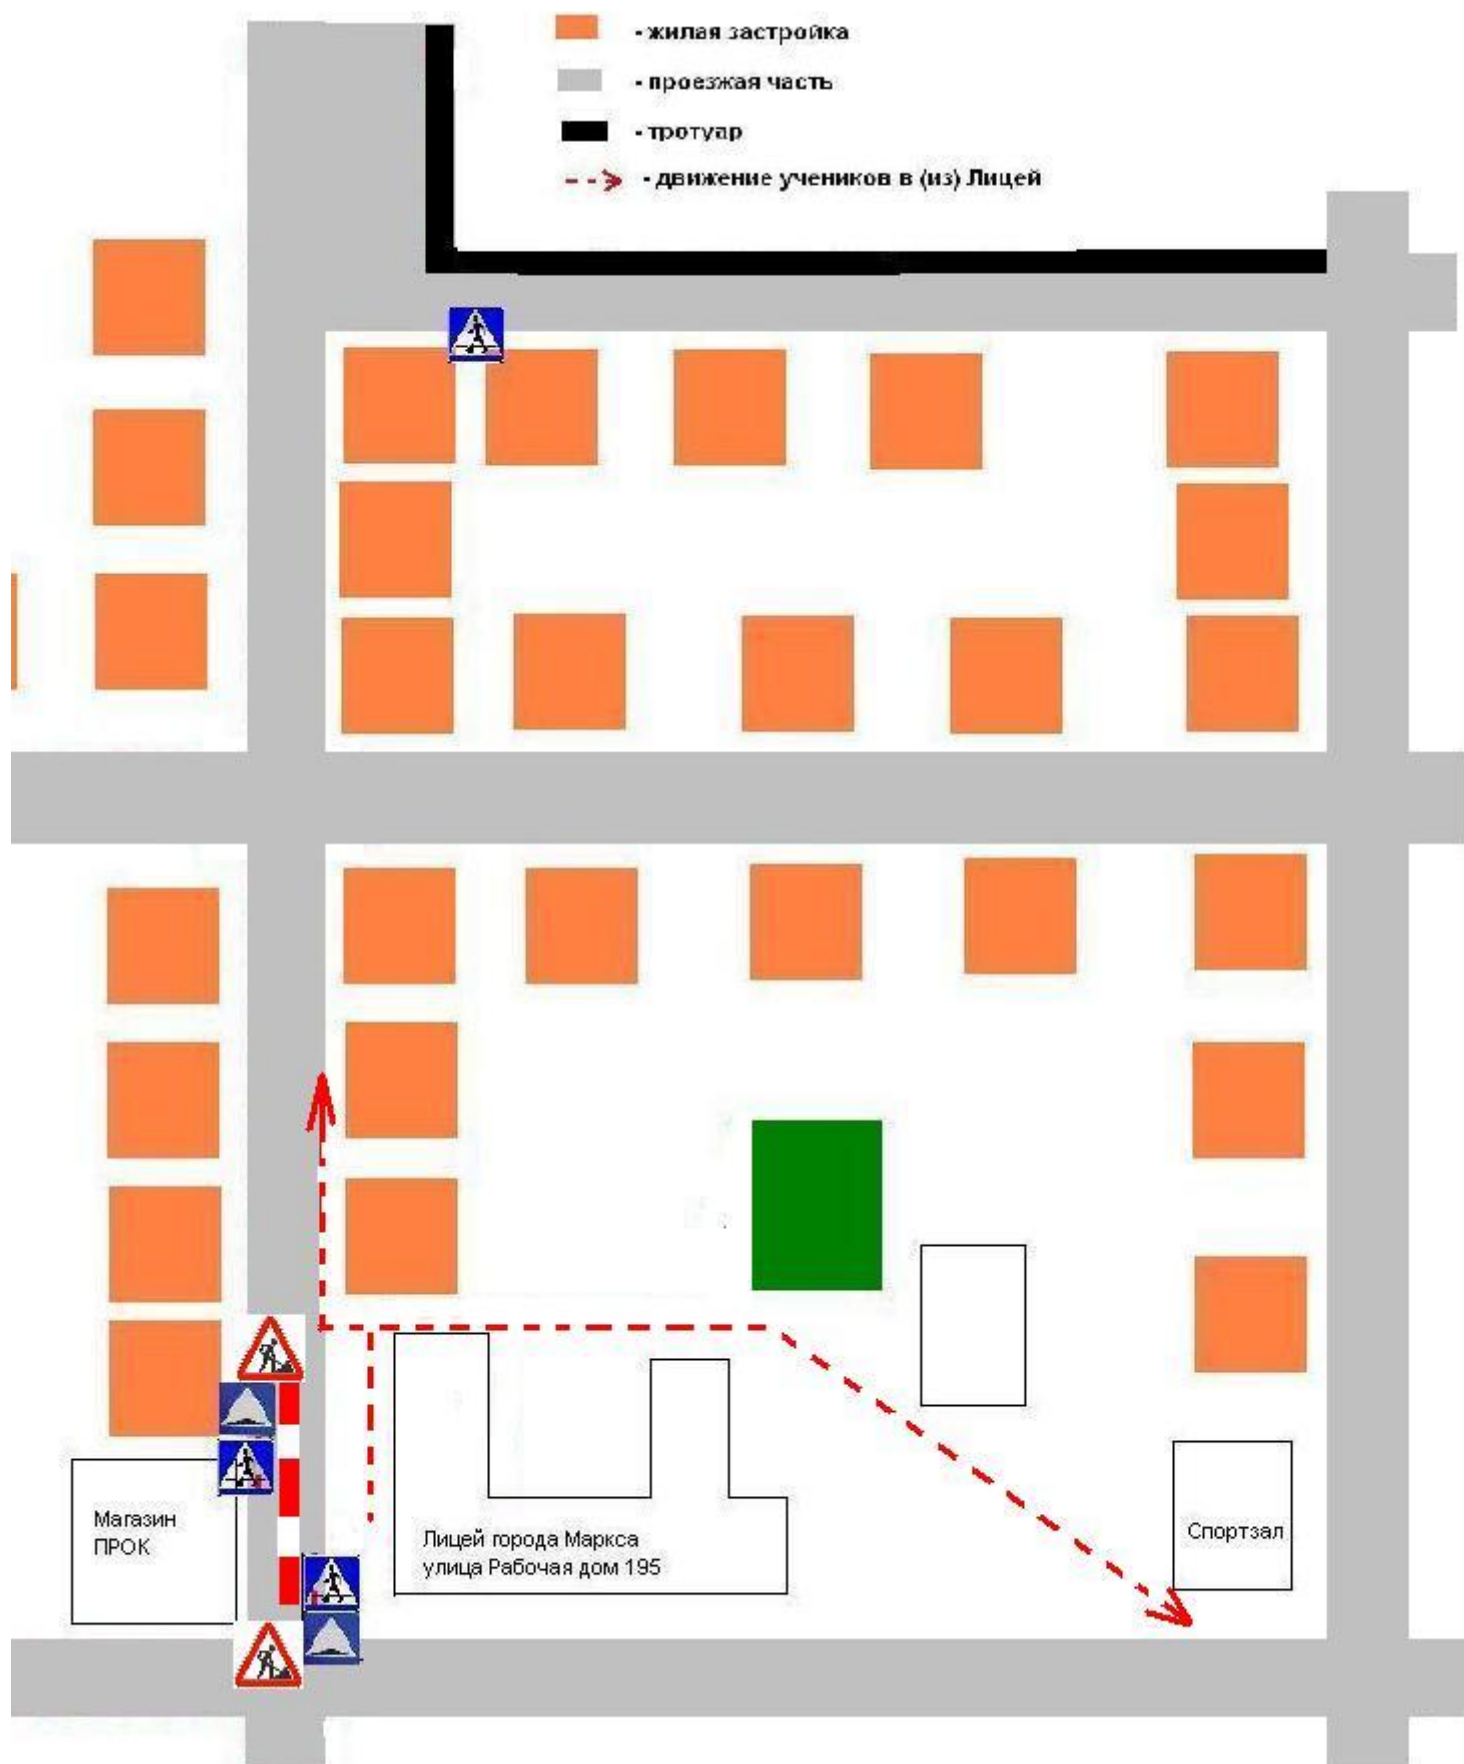 - жилая застройка
- проезжая часть
- тротуар
- движение учеников в (из) Лицей
Магазин
ПРОК
Лицей города Маркса
улица Рабочая дом 195
Спортзал